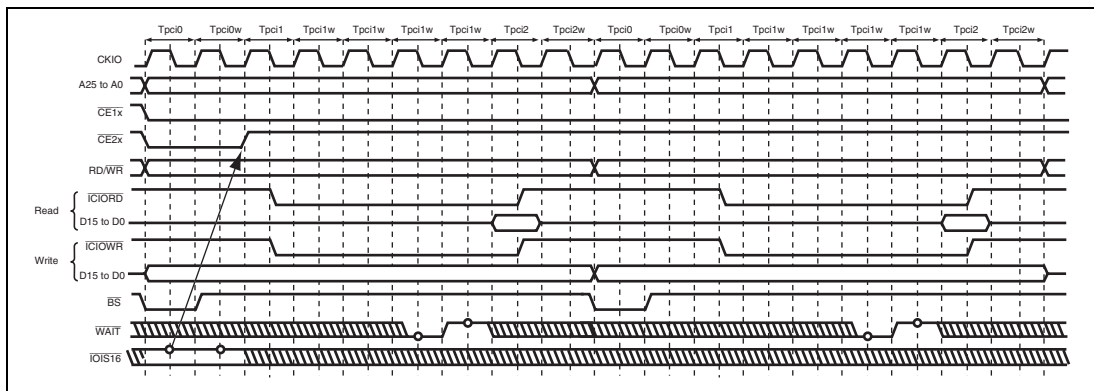 Tpci0 Tpci0w Tpci1 Tpci1w Tpci1w Tpci1w Tpci1w Tpci2 Tpci2w Tpci0 Tpci0w Tpci1 Tpci1w Tpci1w Tpci1w Tpci1w Tpci2 Tpci2w
CKIO
A25 to A0
CE1x
CE2x
RD/WR
Read
ICIORD
D15 to D0
Write
ICIOWR
D15 to D0
BS
WAIT
IOIS16